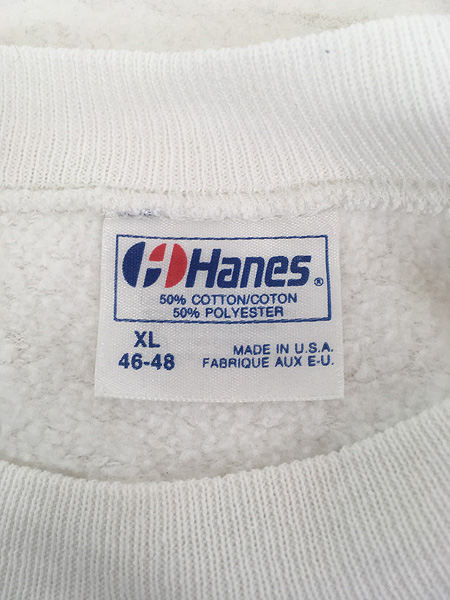 Hanes®
50% COTTON/COTON
50% POLYESTER
XL
46-48
MADE IN U.S.A.
FABRIQUE AUX E-U.